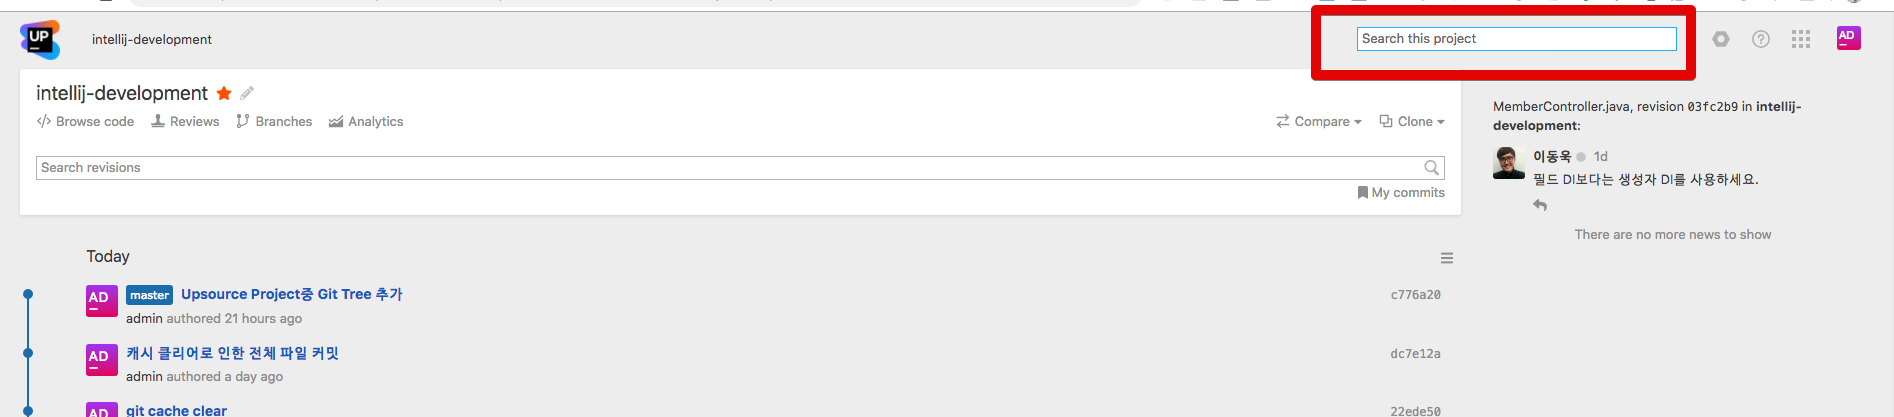 UP
intellij-development
Search this project
AD
intellij-development
Browse code
Reviews
Branches
Analytics
Compare
Clone
Search revisions
My commits
MemberController.java, revision 03fc2b9 in intellij-
development:
이동욱 1d
필드 DI보다는 생성자 DI를 사용하세요.
There are no more news to show
Today
AD
master Upsource Project중 Git Tree 추가
c776a20
admin authored 21 hours ago
AD
캐시 클리어로 인한 전체 파일 커밋
dc7e12a
admin authored a day ago
AD
git cache clear
22ede50